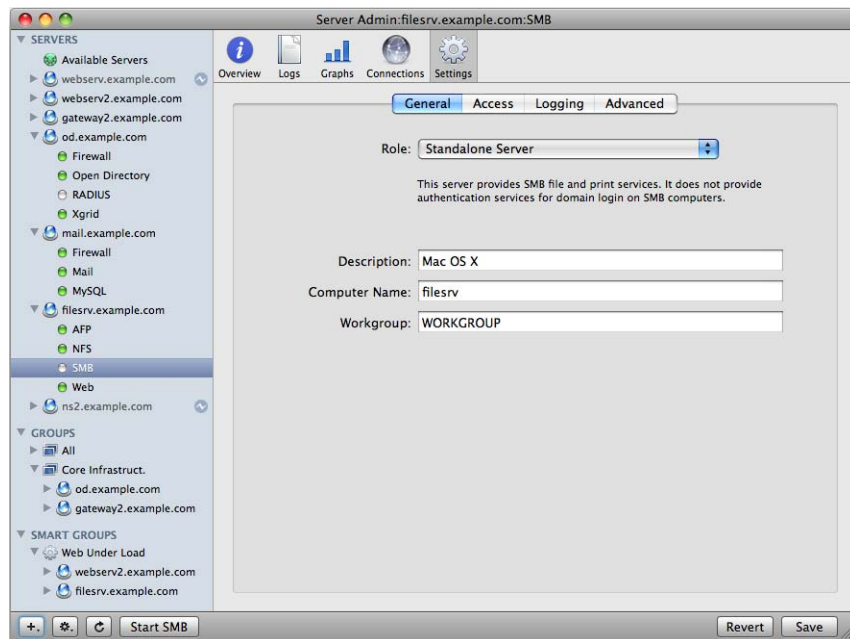 Server Admin:filesrv.example.com:SMB
SERVERS
Available Servers
webserv.example.com
webserv2.example.com
gateway2.example.com
od.example.com
Firewall
Open Directory
RADIUS
Xgrid
mail.example.com
Firewall
Mail
MySQL
filesrv.example.com
AFP
NFS
SMB
Web
ns2.example.com
GROUPS
All
Core Infrastruct.
od.example.com
gateway2.example.com
SMART GROUPS
Web Under Load
webserv2.example.com
filesrv.example.com
Overview Logs Graphs Connections Settings
General Access Logging Advanced
Role: Standalone Server
This server provides SMB file and print services. It does not provide
authentication services for domain login on SMB computers.
Description: Mac OS X
Computer Name: filesrv
Workgroup: WORKGROUP
Start SMB Revert Save